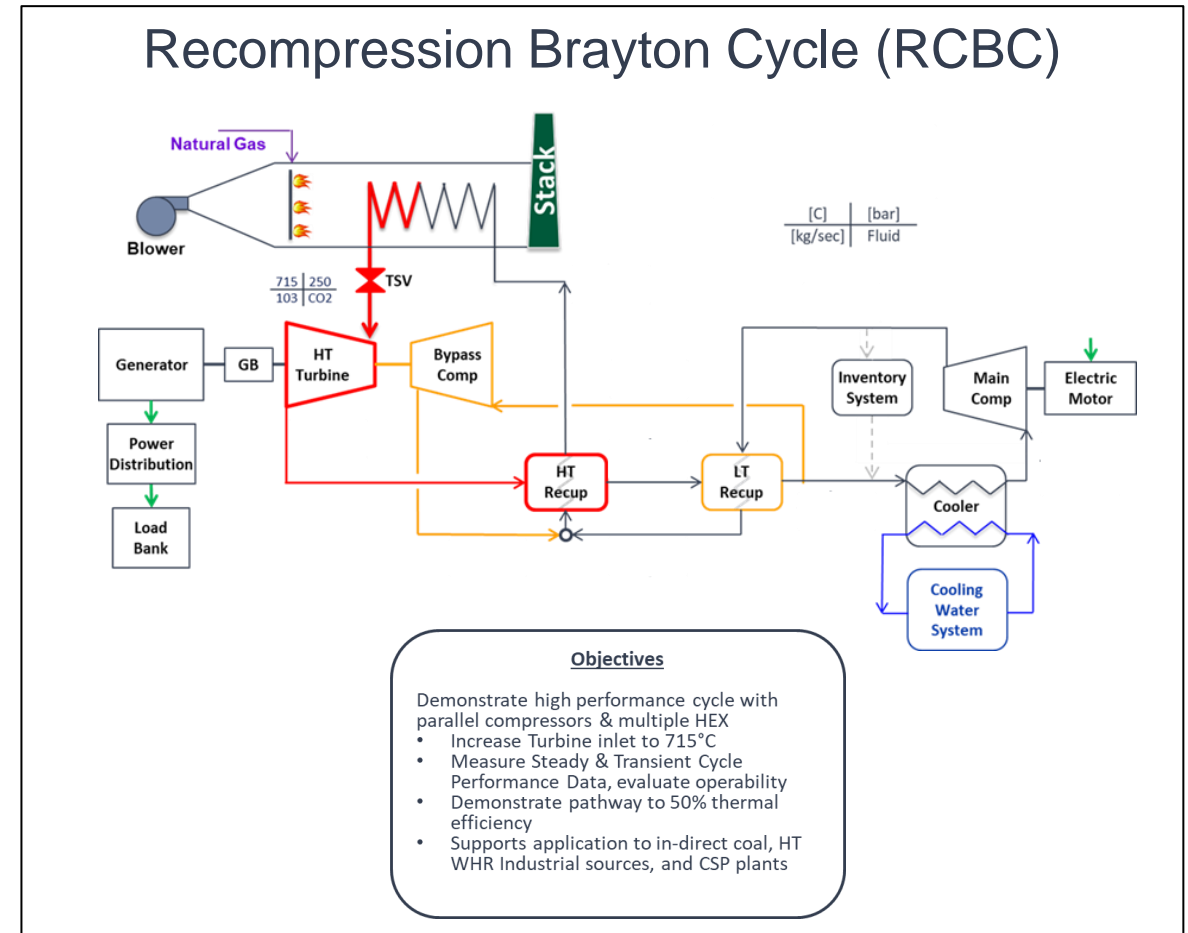 Recompression Brayton Cycle (RCBC)
Natural Gas
Stack
Blower
[C] [bar]
[kg/sec] Fluid
715 250
103 CO2
TSV
Generator
GB
HT
Turbine
Bypass
Comp
Inventory
System
Main
Comp
Electric
Motor
Power
Distribution
HT
Recup
LT
Recup
Cooler
Load
Bank
Cooling
Water
System
Objectives
Demonstrate high performance cycle with
parallel compressors & multiple HEX
• Increase Turbine inlet to 715°C
• Measure Steady & Transient Cycle
Performance Data, evaluate operability
• Demonstrate pathway to 50% thermal
efficiency
• Supports application to in-direct coal, HT
WHR Industrial sources, and CSP plants